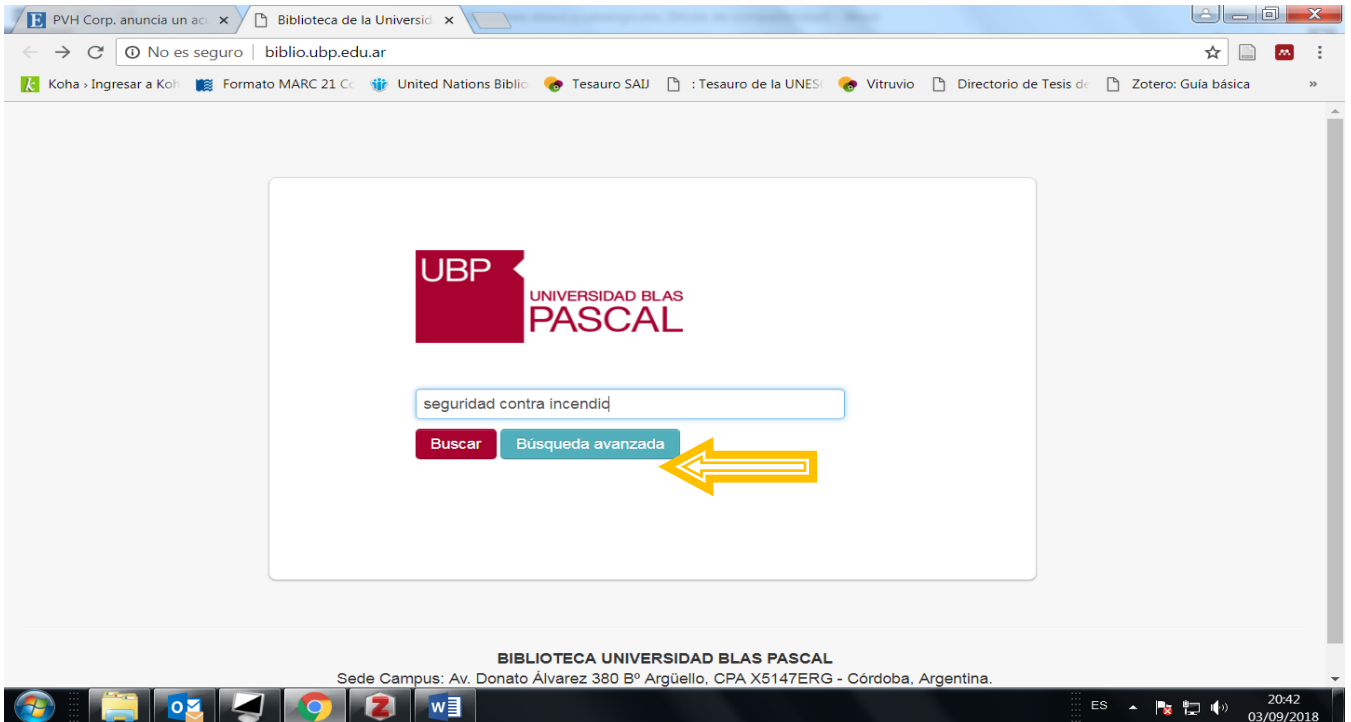 PVH Corp. anuncia un acu
Biblioteca de la Universid
No es seguro | biblio.ubp.edu.ar
Koha › Ingresar a Koh
Formato MARC 21 Co
United Nations Biblio
Tesauro SAIJ
: Tesauro de la UNESC
Vitruvio
Directorio de Tesis de
Zotero: Guía básica
»
UBP
UNIVERSIDAD BLAS
PASCAL
seguridad contra incendio
Buscar
Búsqueda avanzada
BIBLIOTECA UNIVERSIDAD BLAS PASCAL
Sede Campus: Av. Donato Álvarez 380 Bº Argüello, CPA X5147ERG - Córdoba, Argentina.
ES
20:42
03/09/2018